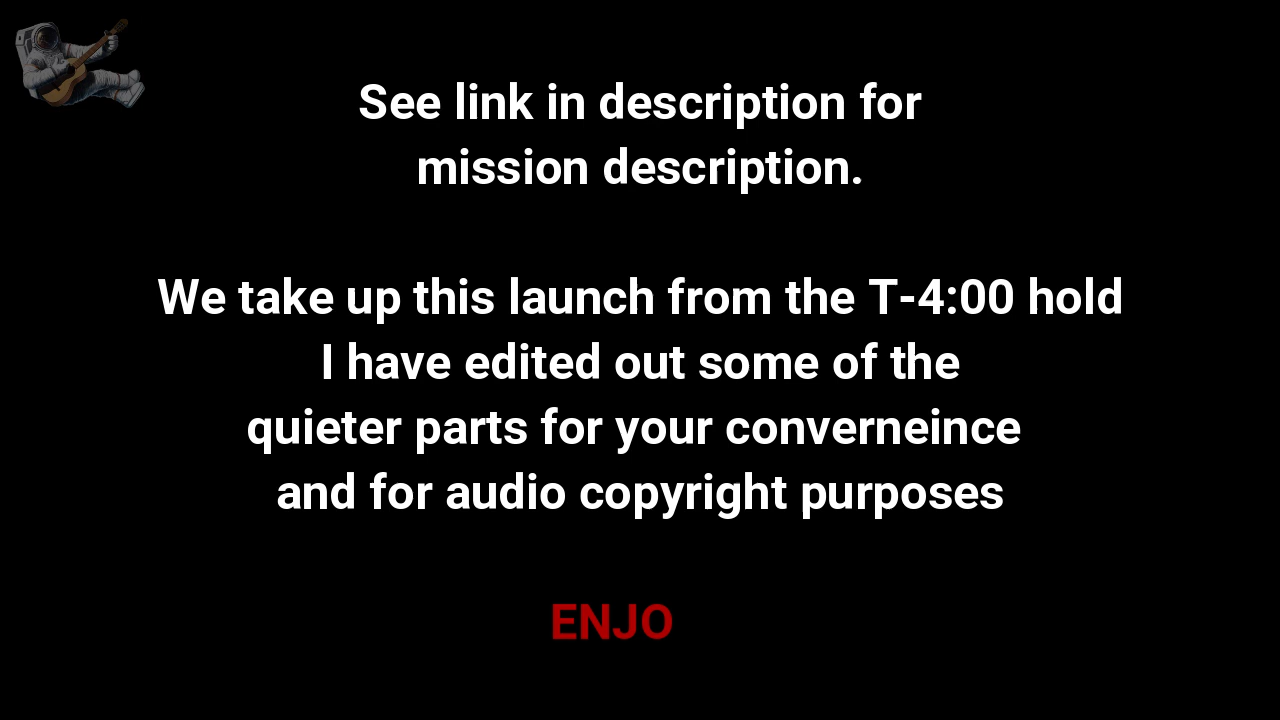 See link in description for
mission description.
We take up this launch from the T-4:00 hold
I have edited out some of the
quieter parts for your converneince
and for audio copyright purposes
ENJO